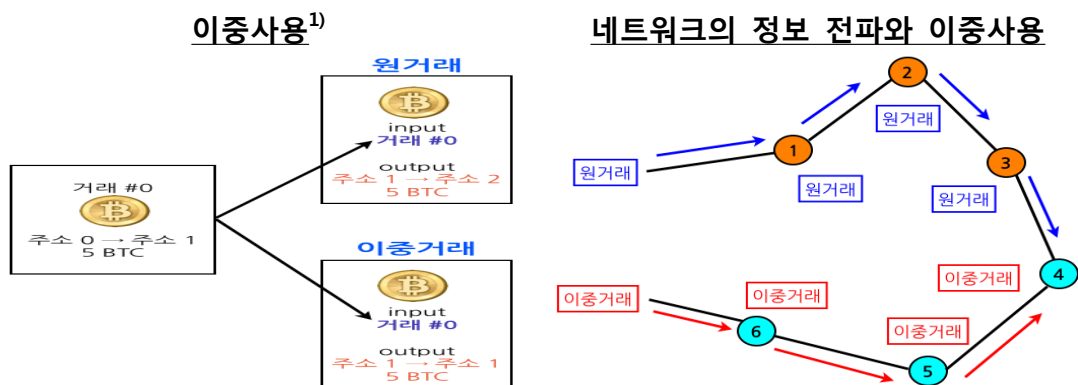 이중사용1)
거래 #0
주소 0 → 주소 1
5 BTC
원거래
input
거래 #0
output
주소 1 → 주소 2
5 BTC
이중거래
input
거래 #0
output
주소 1 → 주소 1
5 BTC
네트워크의 정보 전파와 이중사용
2
원거래
1
3
원거래
원거래
원거래
4
이중거래
이중거래
이중거래
6
이중거래
5